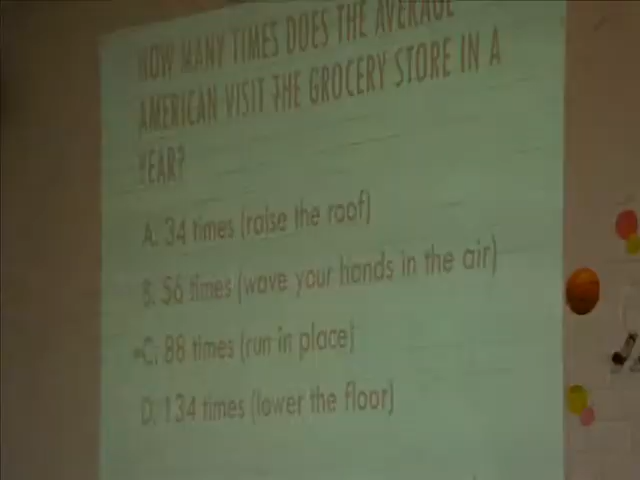 HOW MANY TIMES DOES THE AVERAGE
AMERICAN VISIT THE GROCERY STORE IN A
YEAR?
A. 34 times (raise the roof)
B. 56 times (wave your hands in the air)
C. 88 times (run in place)
D. 134 times (lower the floor)